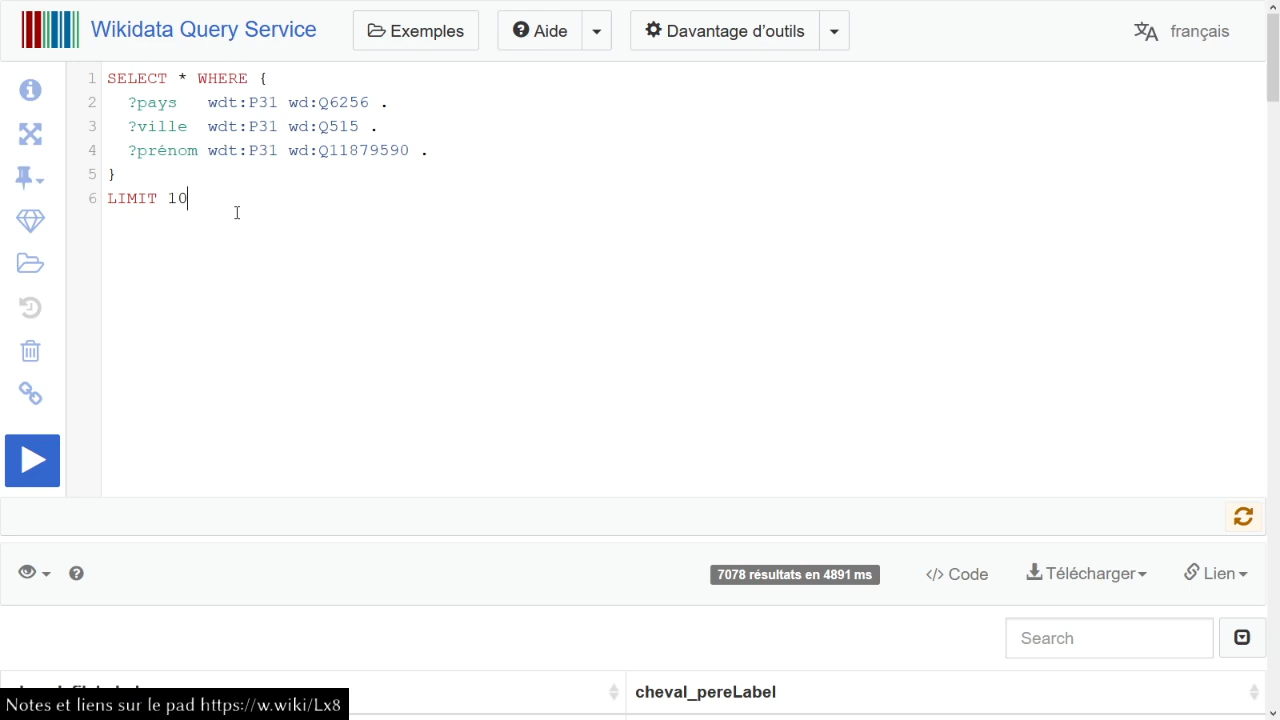 Wikidata Query Service
Exemples
Aide
Davantage d'outils
français
1 SELECT * WHERE {
2 ?pays wdt:P31 wd:Q6256 .
3 ?ville wdt:P31 wd:Q515 .
4 ?prénom wdt:P31 wd:Q11879590 .
5 }
6 LIMIT 10
7078 résultats en 4891 ms
</> Code
Télécharger
Lien
Search
cheval_pereLabel
Notes et liens sur le pad https://w.wiki/Lx8